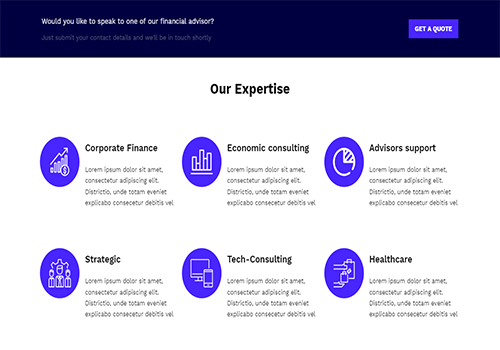 Would you like to speak to one of our financial advisor?
Just submit your contact details and we'll be in touch shortly
GET A QUOTE
Our Expertise
Corporate Finance
Lorem ipsum dolor sit amet,
consectetur adipiscing elit.
Districtio, unde totam eveniet
explicabo consecetur debitis vel
Economic consulting
Lorem ipsum dolor sit amet,
consectetur adipiscing elit.
Districtio, unde totam eveniet
explicabo consecetur debitis vel
Advisors support
Lorem ipsum dolor sit amet,
consectetur adipiscing elit.
Districtio, unde totam eveniet
explicabo consecetur debitis vel
Strategic
Lorem ipsum dolor sit amet,
consectetur adipiscing elit.
Districtio, unde totam eveniet
explicabo consecetur debitis vel
Tech-Consulting
Lorem ipsum dolor sit amet,
consectetur adipiscing elit.
Districtio, unde totam eveniet
explicabo consecetur debitis vel
Healthcare
Lorem ipsum dolor sit amet,
consectetur adipiscing elit.
Districtio, unde totam eveniet
explicabo consecetur debitis vel